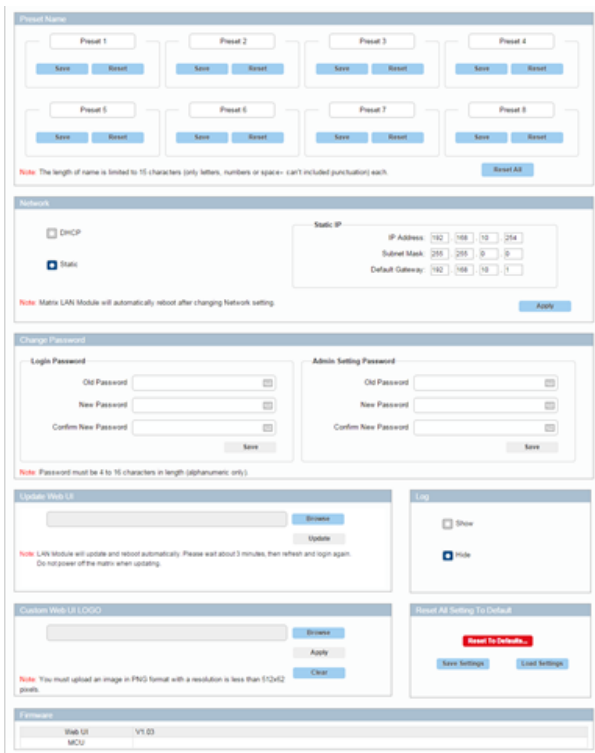 Preset Name
Preset 1 Preset 2 Preset 3 Preset 4
Save Reset Save Reset Save Reset Save Reset
Preset 5 Preset 6 Preset 7 Preset 8
Save Reset Save Reset Save Reset Save Reset
Note: The length of name is limited to 15 characters (only letters, numbers or space- can't included punctuation) each.
Reset All
Network
DHCP
Static
Static IP
IP Address: 192 . 168 . 10 . 254
Subnet Mask: 255 . 255 . 0 . 0
Default Gateway: 192 . 168 . 10 . 1
Note: Matrix LAN Module will automatically reboot after changing Network setting.
Apply
Change Password
Login Password
Old Password
New Password
Confirm New Password
Save
Admin Setting Password
Old Password
New Password
Confirm New Password
Save
Note: Password must be 4 to 16 characters in length (alphanumeric only)
Update Web UI
Browse
Update
Note: LAN Module will update and reboot automatically. Please wait about 3 minutes, then refresh and login again.
Do not power off the matrix when updating.
Log
Show
Hide
Custom Web UI LOGO
Browse
Apply
Clear
Note: You must upload an image in PNG format with a resolution is less than 512x62
pixels.
Reset All Setting To Default
Reset To Defaults...
Save Settings Load Settings
Firmware
Web UI V1.03
MCU